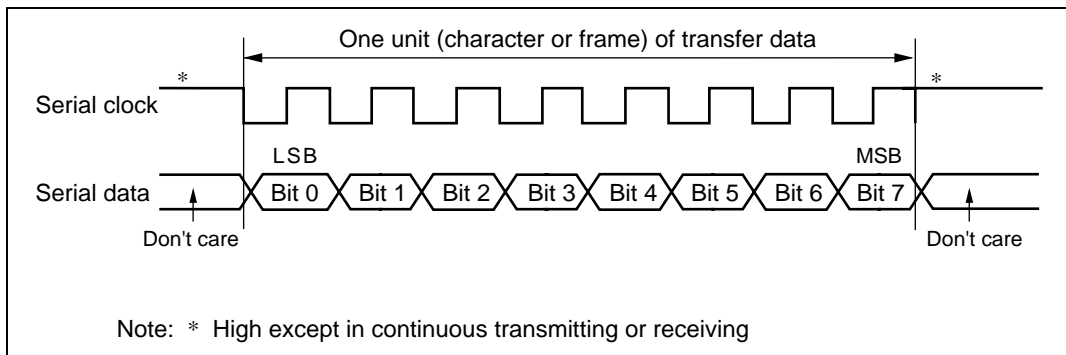 One unit (character or frame) of transfer data
* *
Serial clock
LSB MSB
Serial data Bit 0 Bit 1 Bit 2 Bit 3 Bit 4 Bit 5 Bit 6 Bit 7
Don't care Don't care
Note: * High except in continuous transmitting or receiving